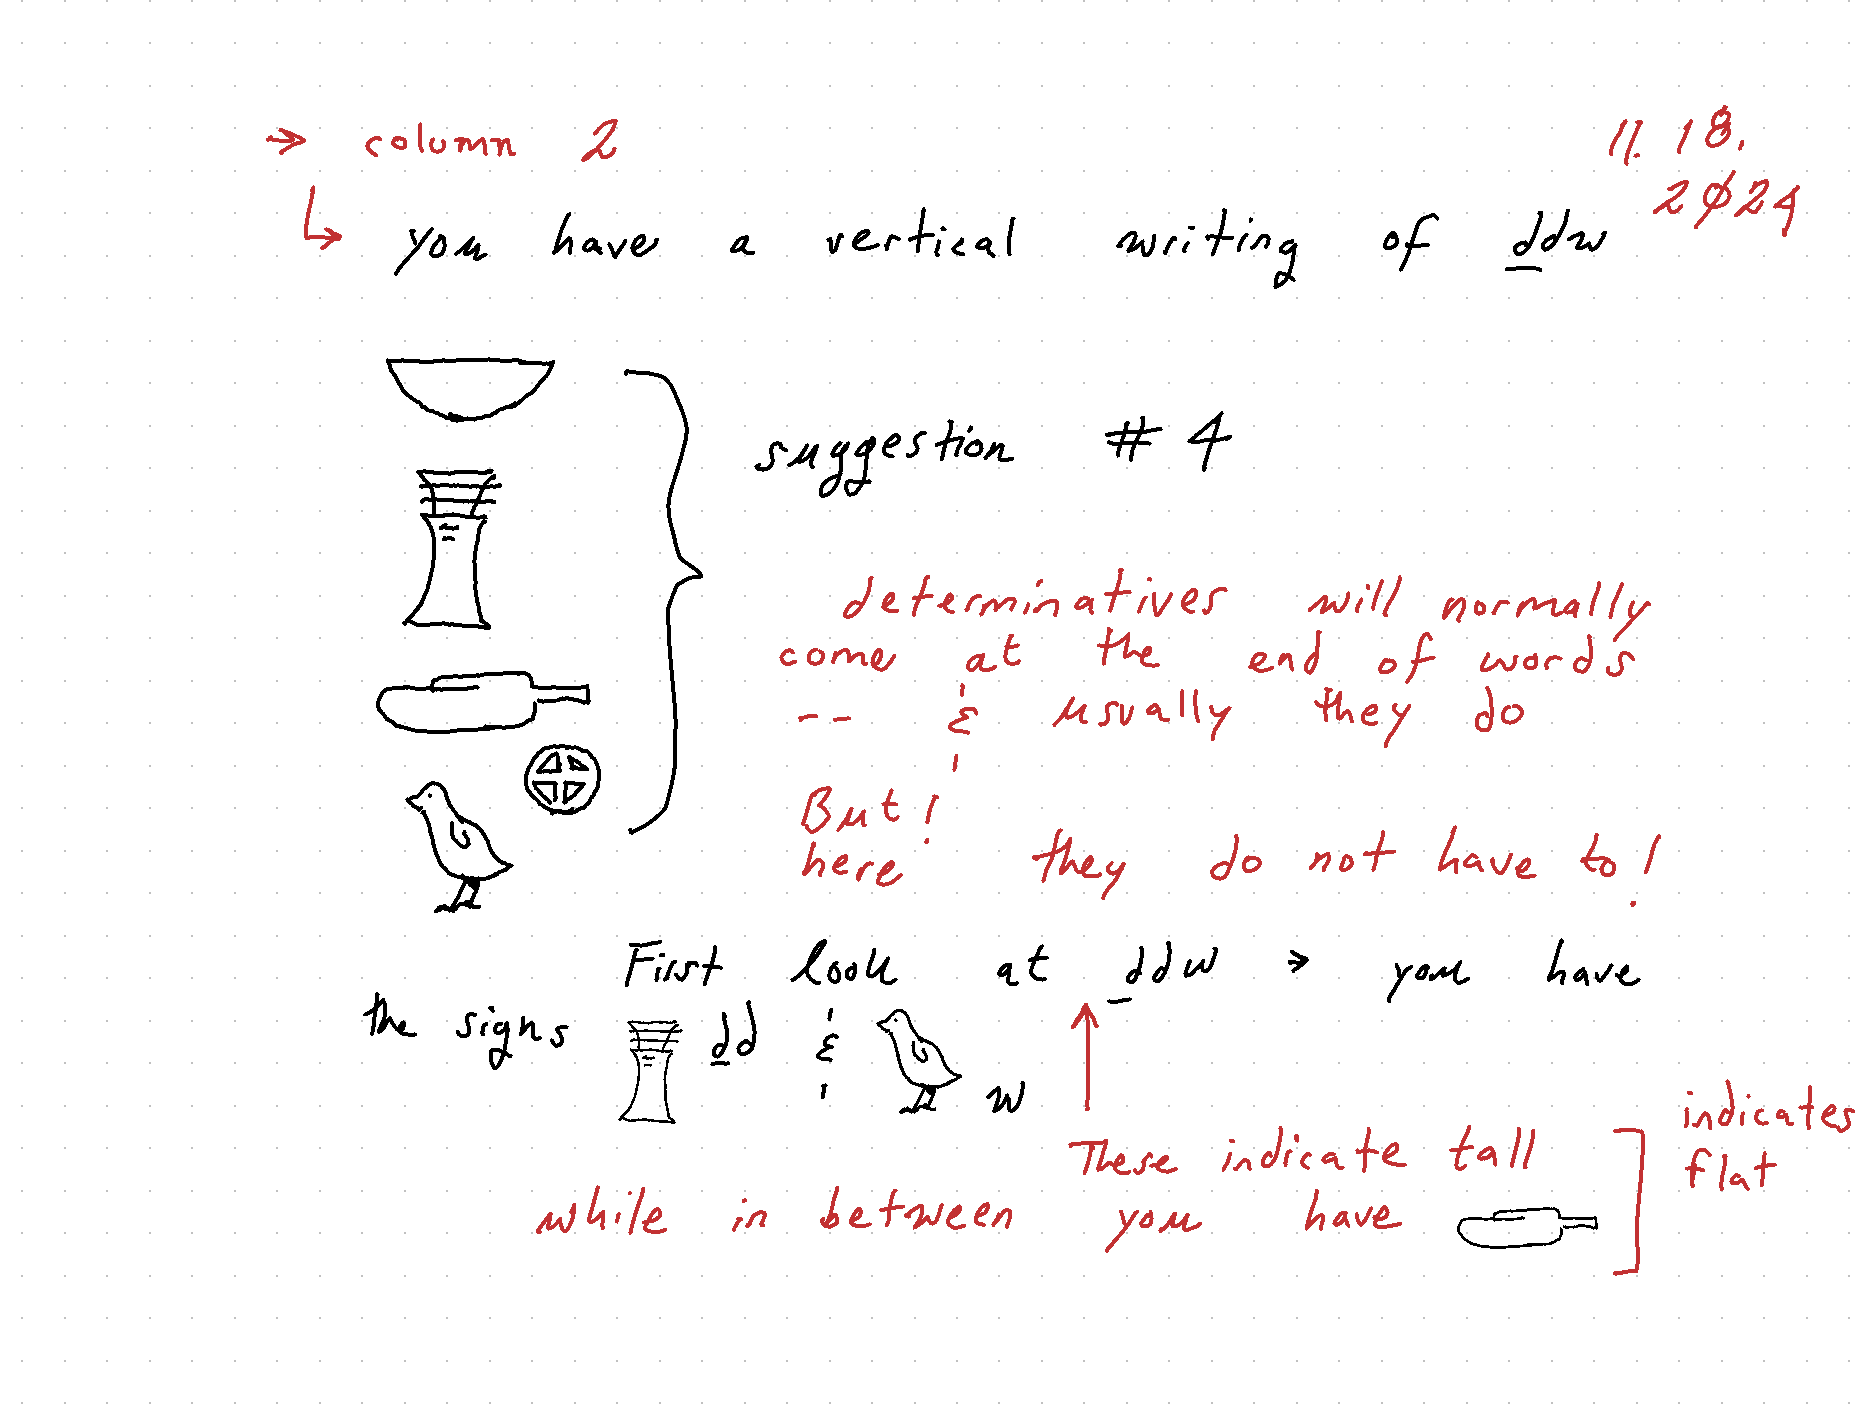 → column 2
11. 18.
2024
↳ you have a vertical writing of ḏdw
suggestion # 4
determinatives will normally
come at the end of words
-- & usually they do
But!
here they do not have to!
First look at ḏdw → you have
the signs ḏd & w
These indicate tall
while in between you have
indicates
flat